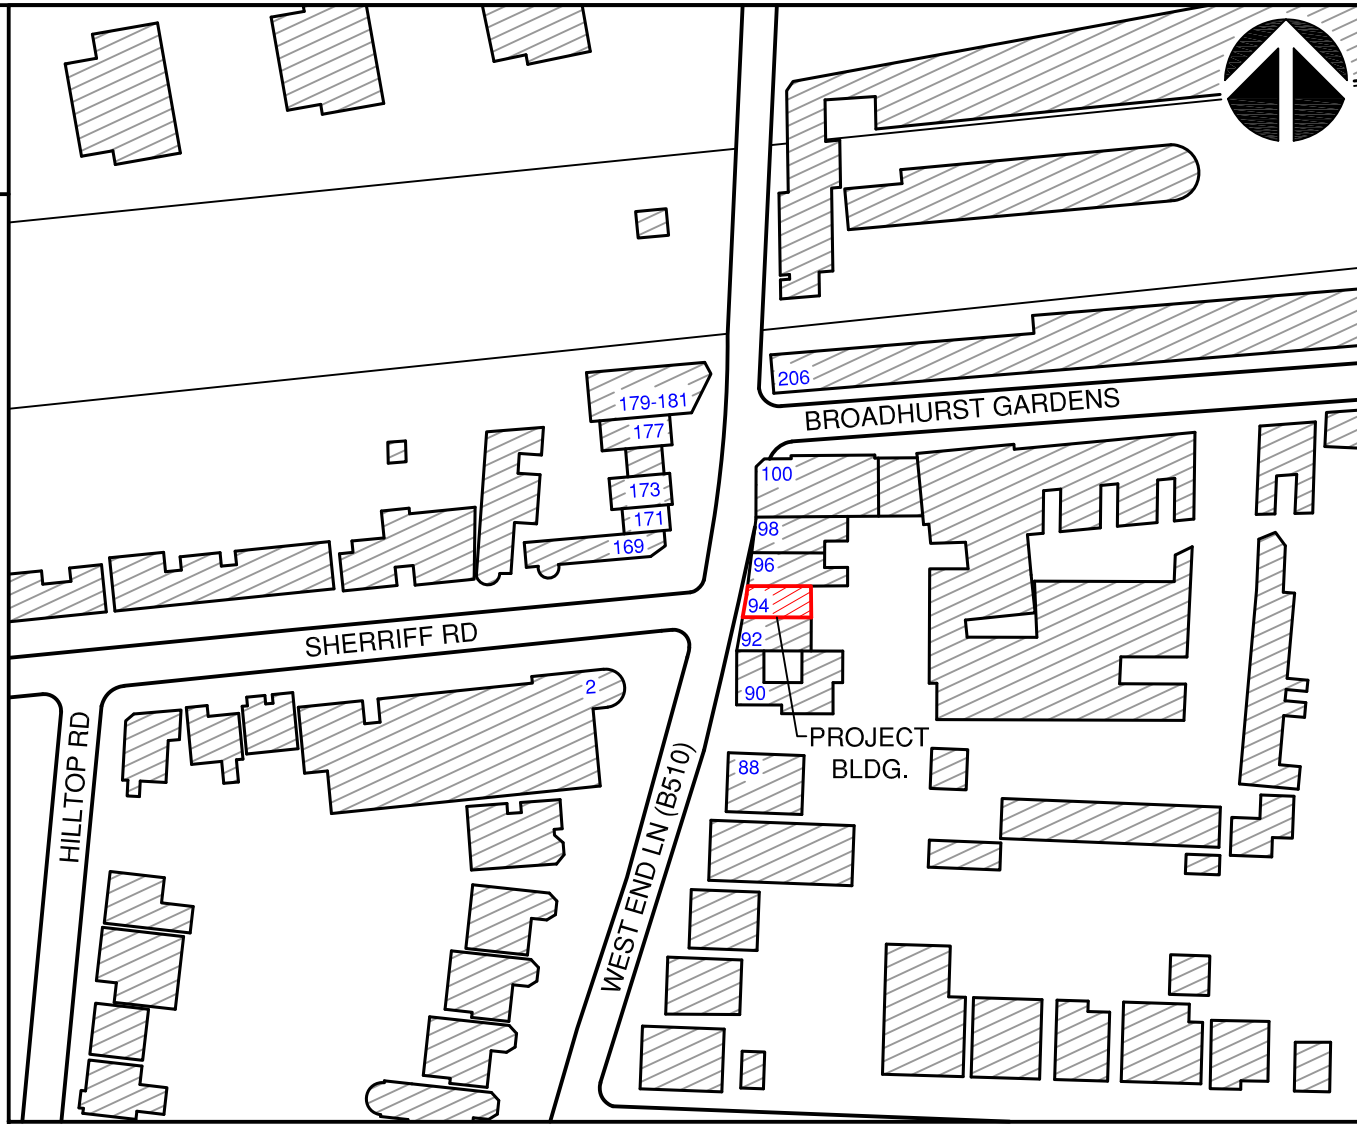 206
179-181
BROADHURST GARDENS
177
100
173
171
98
169
96
94
SHERRIFF RD
92
2
90
PROJECT
BLDG.
HILLTOP RD
88
WEST END LN (B510)